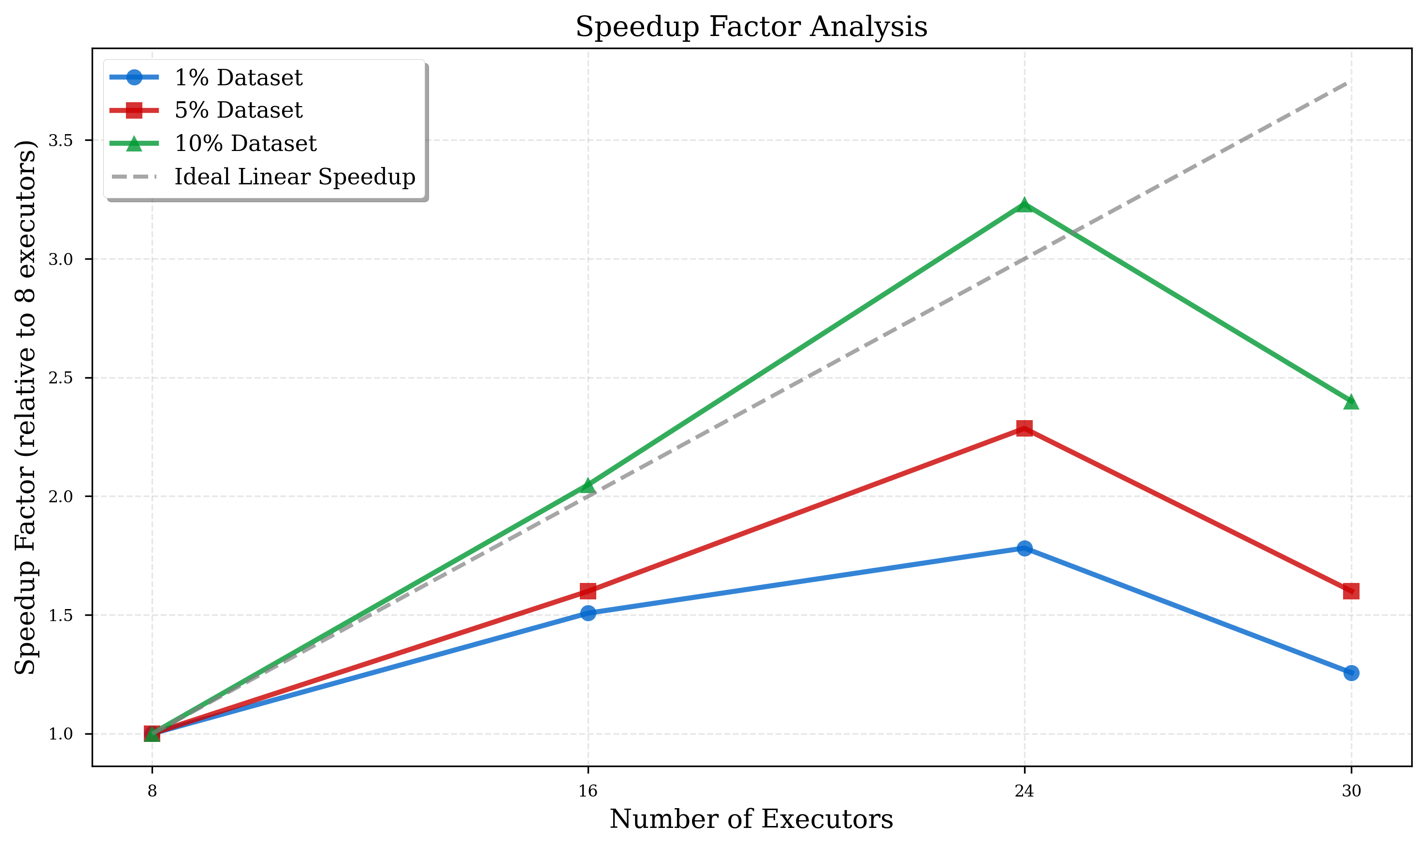 Speedup Factor Analysis
1% Dataset
5% Dataset
10% Dataset
Ideal Linear Speedup
Speedup Factor (relative to 8 executors)
3.5
3.0
2.5
2.0
1.5
1.0
8
16
24
30
Number of Executors